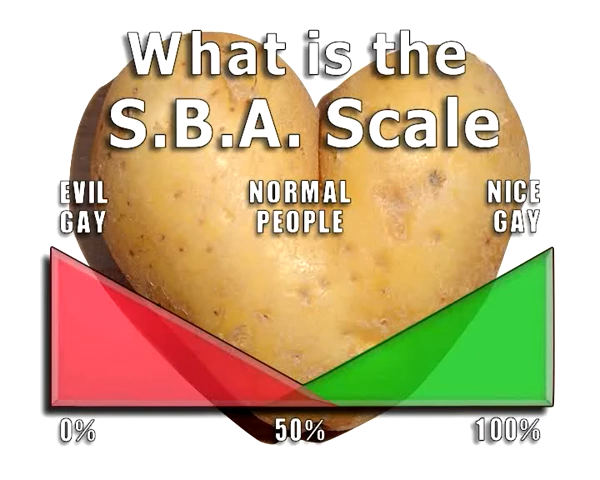 What is the
S.B.A. Scale
EVIL GAY
NORMAL PEOPLE
NICE GAY
0% 50% 100%